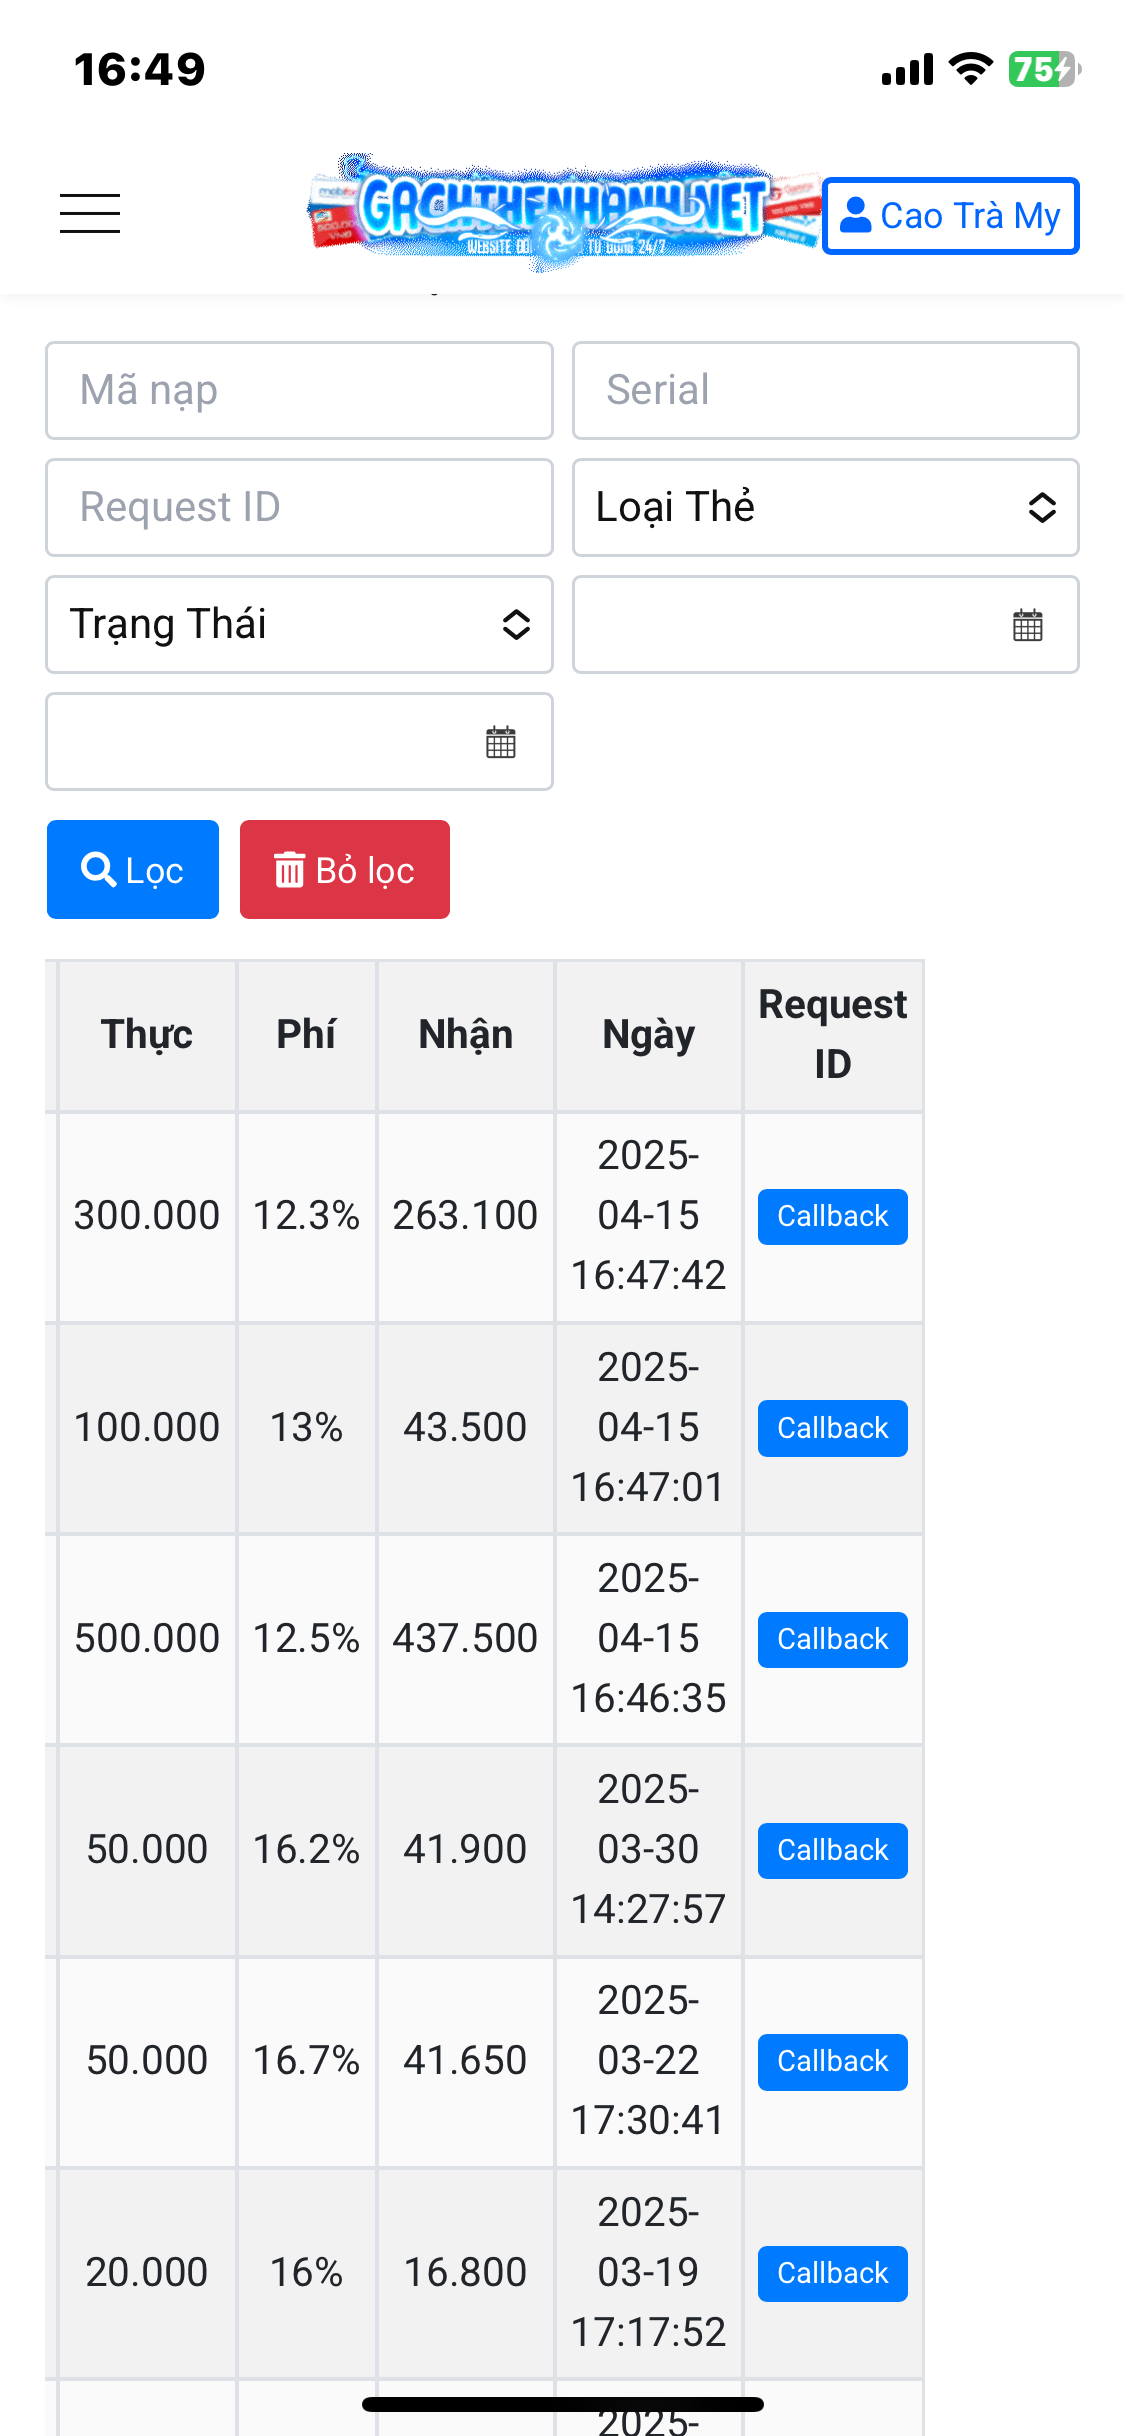 16:49
75
GACHTHENHANH.NET
WEBSITE
Tự động 24/7
Cao Trà My
Mã nạp
Serial
Request ID
Loại Thẻ
Trạng Thái
Lọc
Bỏ lọc
Thực Phí Nhận Ngày Request ID
300.000 12.3% 263.100 2025-04-15 16:47:42 Callback
100.000 13% 43.500 2025-04-15 16:47:01 Callback
500.000 12.5% 437.500 2025-04-15 16:46:35 Callback
50.000 16.2% 41.900 2025-03-30 14:27:57 Callback
50.000 16.7% 41.650 2025-03-22 17:30:41 Callback
20.000 16% 16.800 2025-03-19 17:17:52 Callback
2025-